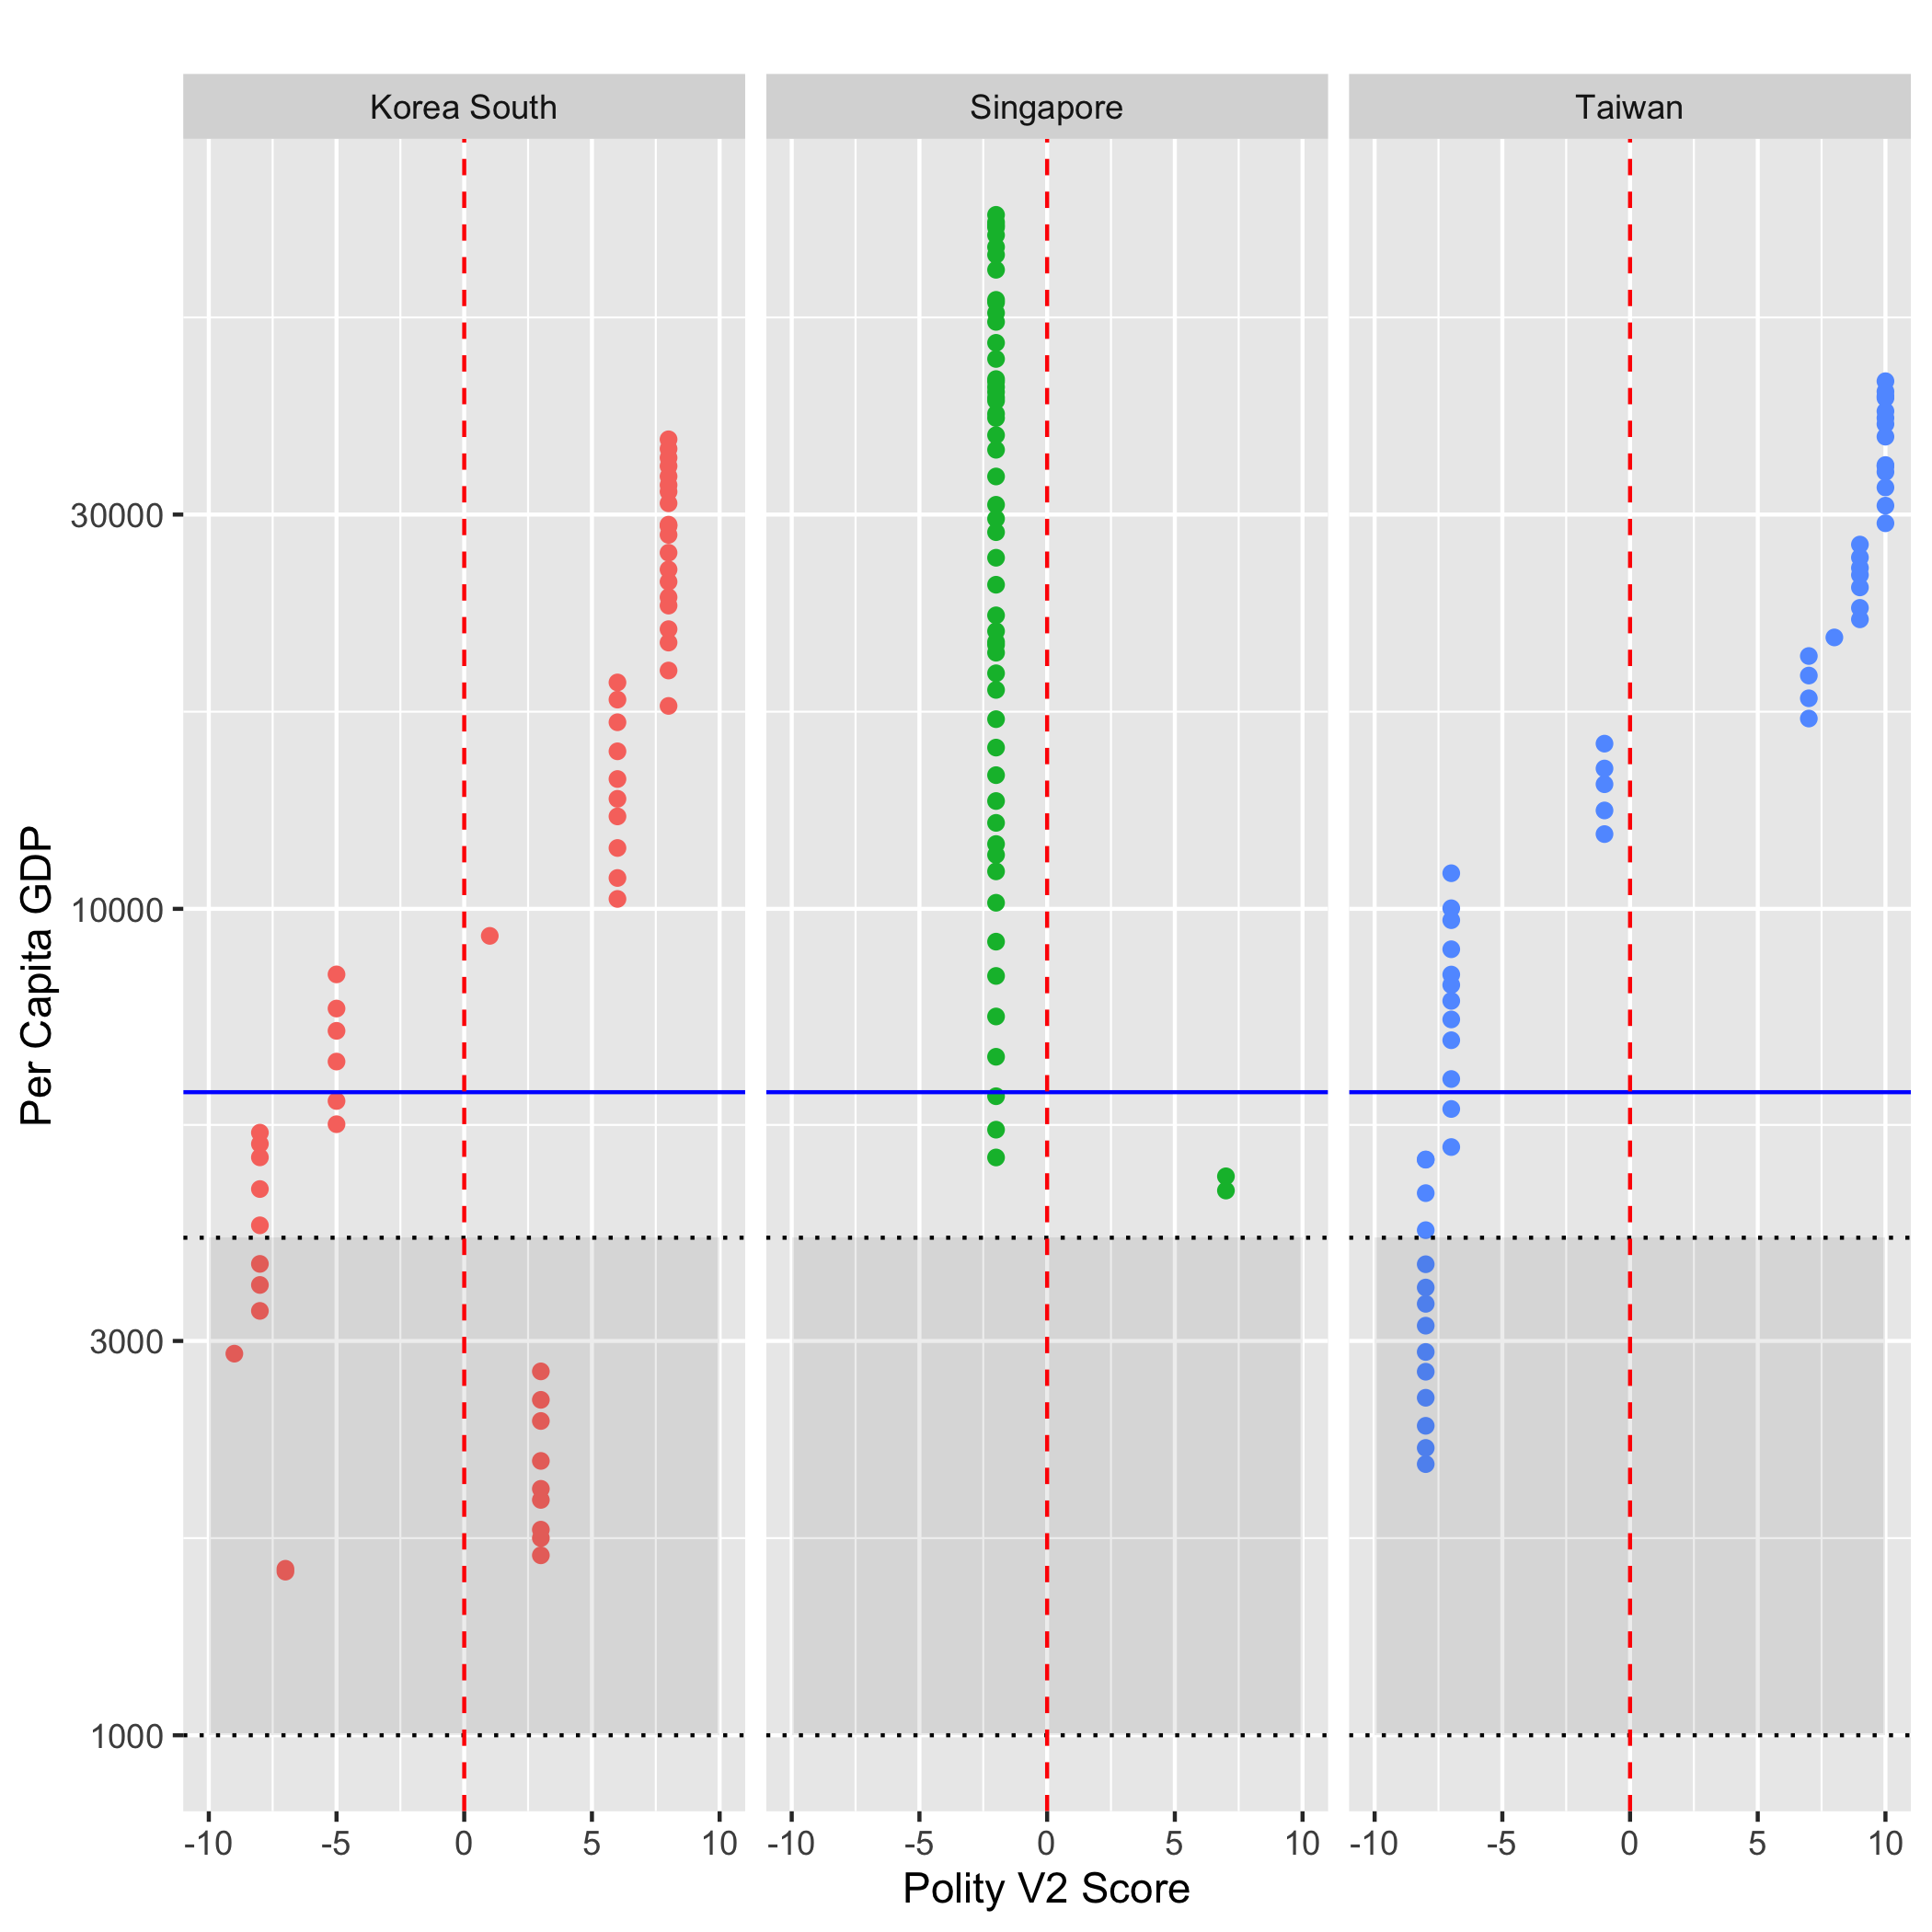 Korea South Singapore Taiwan
Per Capita GDP
30000
10000
3000
1000
-10 -5 0 5 10 -10 -5 0 5 10 -10 -5 0 5 10
Polity V2 Score